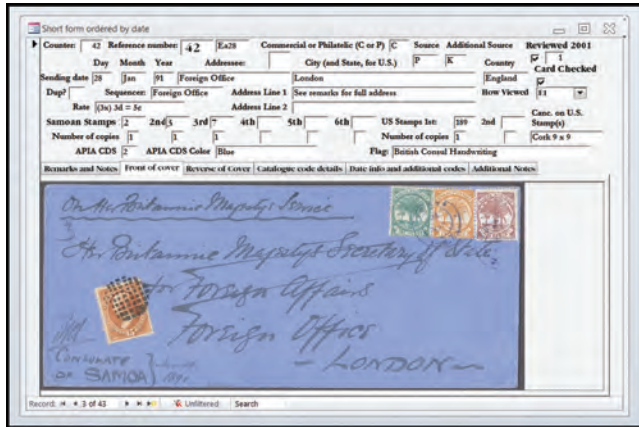 Short form ordered by date
Counter: 42 Reference number: 42 Ea28 Commercial or Philatelic (C or P) C Source Additional Source Reviewed 2001
Day Month Year Addressee: City (and State, for U.S.) P K Country 1
Card Checked
Sending date 28 Jan 91 Foreign Office London England
Dup? Sequencer: Foreign Office Address Line 1 See remarks for full address How Viewed S1
Rate (3u) 3d = 5c Address Line 2
Canc. on U.S. Stamp(s)
Samoan Stamps: 2 2nd 3 3rd 7 4th 5th 6th US Stamps 1st: 189 2nd
Number of copies 1 1 1 Number of copies 1 Cork 9 x 9
APIA CDS 2 APIA CDS Color Blue Flag: British Consul Handwriting
Remarks and Notes Front of cover Reverse of Cover Catalogue code details Date info and additional codes Additional Notes
On Her Britannic Majesty's Service
Her Britannic Majesty's Secretary of State
for Foreign Affairs
Foreign Office
- LONDON -
CONSULATE
SAMOA
Record: 3 of 43 Unfiltered Search